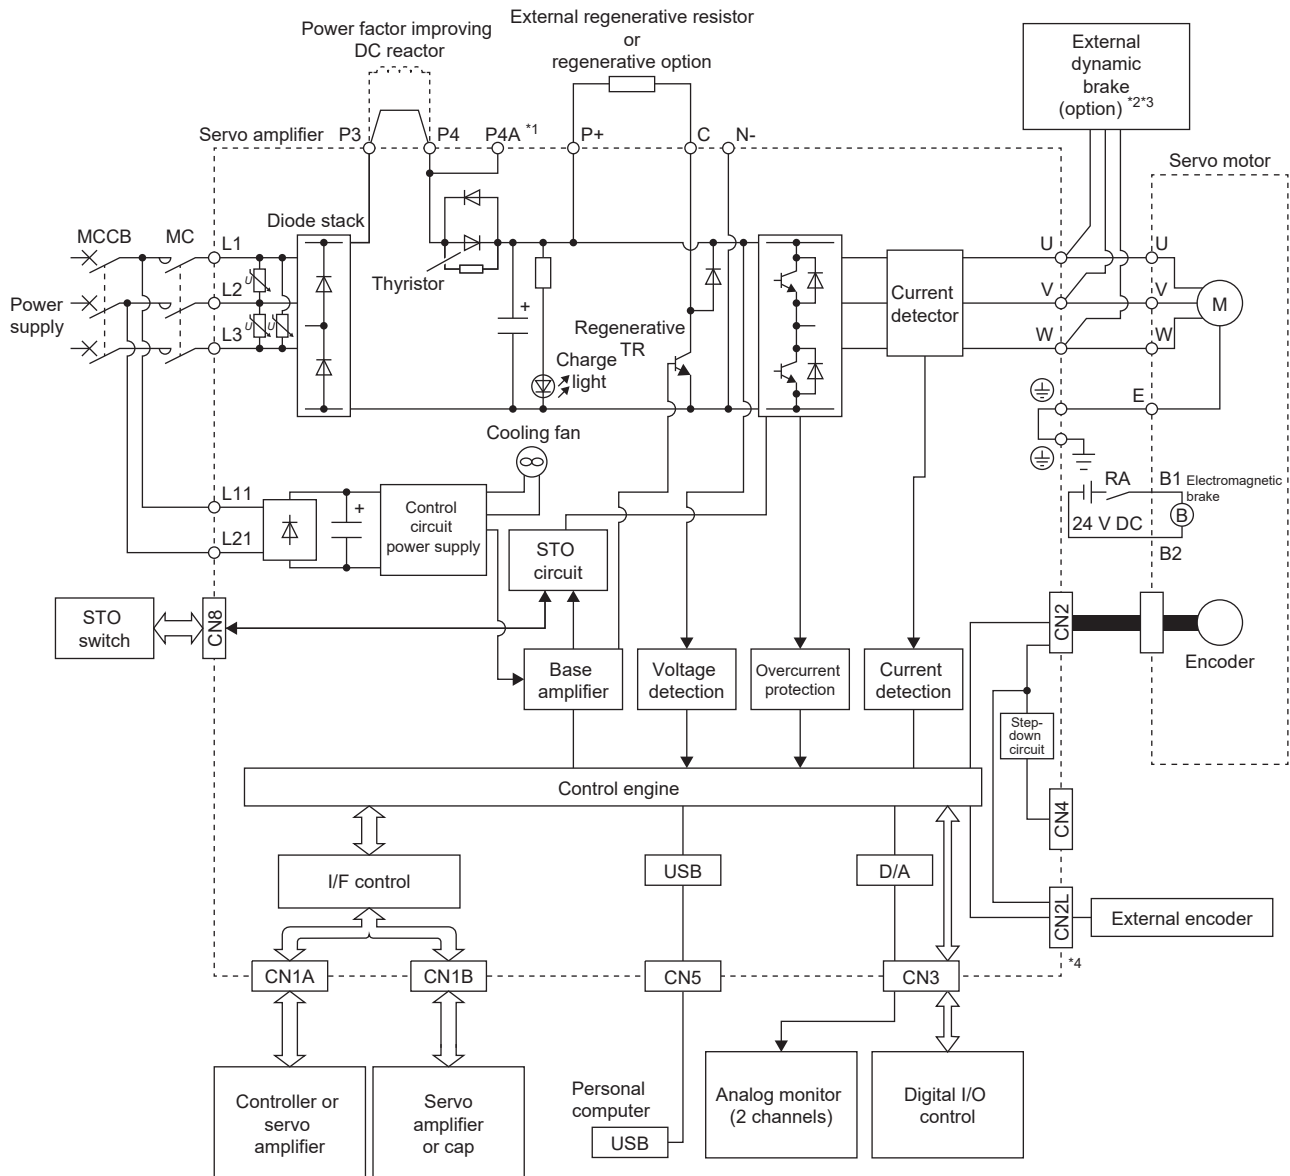 External regenerative resistor
or
regenerative option
Power factor improving
DC reactor
External
dynamic
brake
(option) *2*3
Servo amplifier
P3
P4
P4A *1
P+
C
N-
Servo motor
Diode stack
MCCB
MC
L1
L2
L3
U
U
U
Power
supply
Thyristor
+
Regenerative
TR
Charge
light
Current
detector
U
V
W
U
V
W
M
E
Cooling fan
L11
L21
+
Control
circuit
power supply
STO
circuit
RA
24 V DC
B1
Electromagnetic
brake
B
B2
STO
switch
CN8
CN2
Encoder
Base
amplifier
Voltage
detection
Overcurrent
protection
Current
detection
Step-
down
circuit
Control engine
CN4
I/F control
USB
D/A
CN2L
External encoder
*4
CN1A
CN1B
CN5
CN3
Controller or
servo
amplifier
Servo
amplifier
or cap
Personal
computer
USB
Analog monitor
(2 channels)
Digital I/O
control